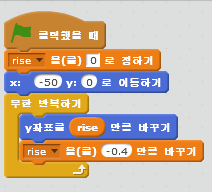 클릭했을 때
rise 을(를) 0 로 정하기
x: -50 y: 0 로 이동하기
무한 반복하기
y좌표를 rise 만큼 바꾸기
rise 을(를) -0.4 만큼 바꾸기